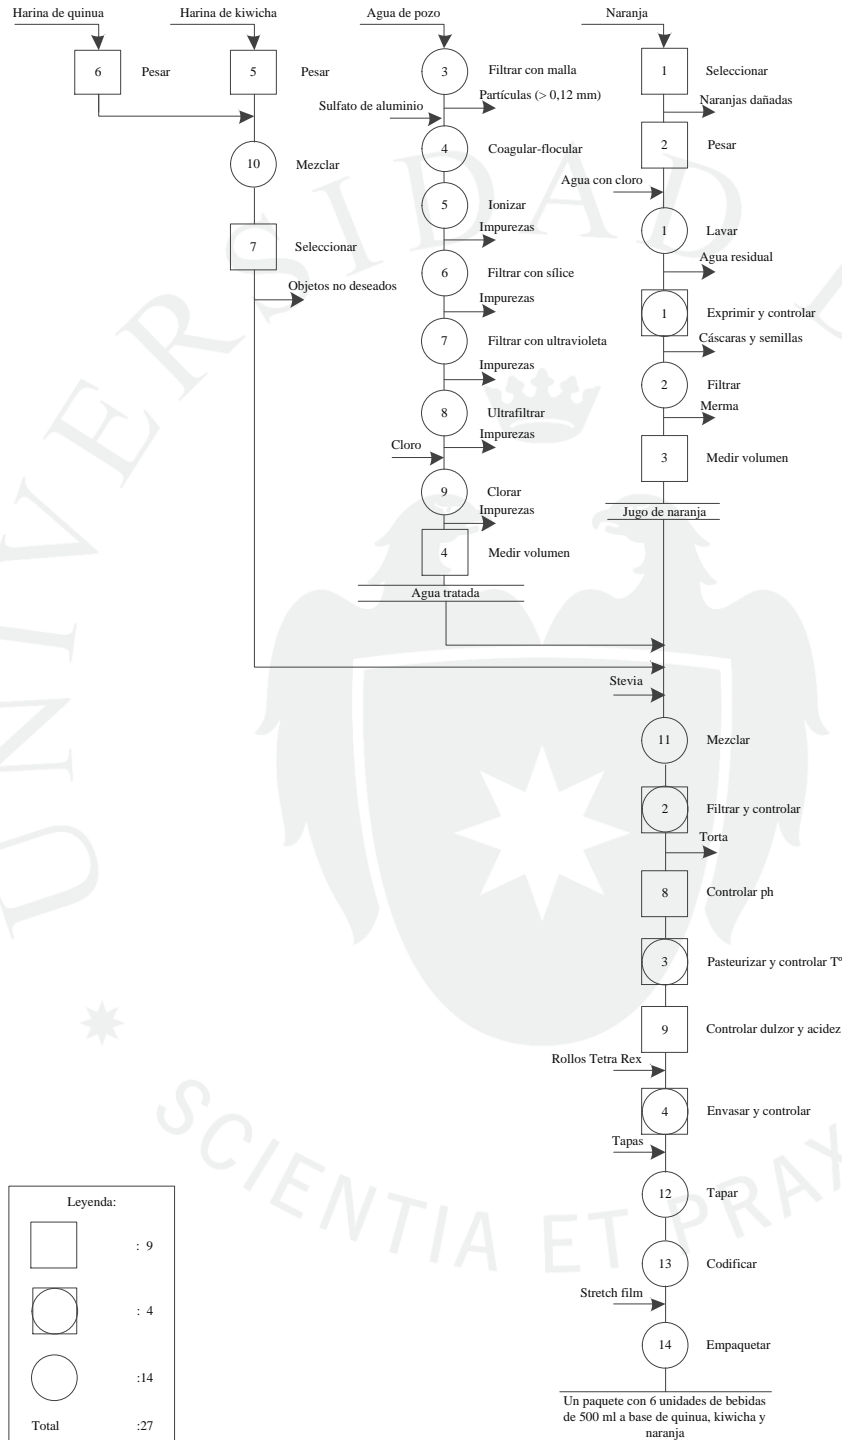 Harina de quinua
Harina de kiwicha
Agua de pozo
Naranja
6
Pesar
5
Pesar
3
Filtrar con malla
1
Seleccionar
Partículas (> 0,12 mm)
Naranjas dañadas
Sulfato de aluminio
10
Mezclar
4
Coagular-flocular
2
Pesar
Agua con cloro
5
Ionizar
1
Lavar
Impurezas
7
Seleccionar
Agua residual
6
Filtrar con sílice
Objetos no deseados
Impurezas
1
Exprimir y controlar
Cáscaras y semillas
7
Filtrar con ultravioleta
Impurezas
2
Filtrar
Merma
8
Ultrafiltrar
Cloro
Impurezas
3
Medir volumen
9
Clorar
Impurezas
Jugo de naranja
4
Medir volumen
Agua tratada
Stevia
11
Mezclar
2
Filtrar y controlar
Torta
8
Controlar ph
3
Pasteurizar y controlar Tº
9
Controlar dulzor y acidez
Rollos Tetra Rex
4
Envasar y controlar
Tapas
12
Tapar
13
Codificar
Stretch film
14
Empaquetar
Un paquete con 6 unidades de bebidas
de 500 ml a base de quinua, kiwicha y
naranja
Leyenda:
: 9
: 4
:14
Total :27
UNIVERSIDAD D
SCIENTIA ET PRAX